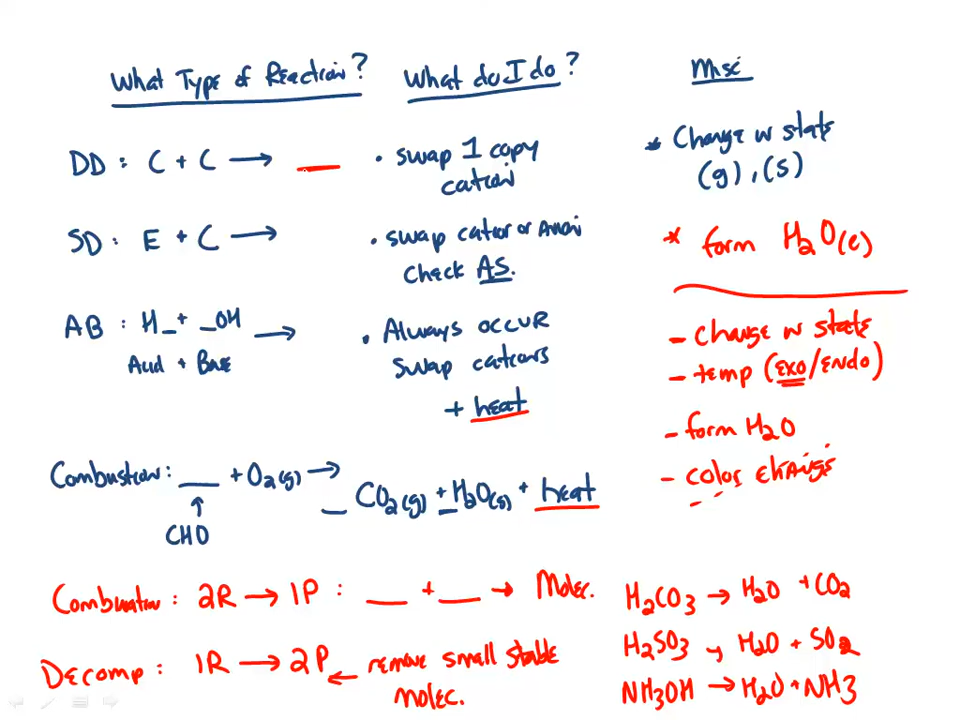 What Type of Reaction? What do I do? Misc
DD: C + C → ___ • swap 1 copy cation
* Change w state (g), (s)
SD: E + C → • swap cation or Anion
Check AS.
* form H2O(l)
AB: H_ + _OH → • Always occur
Acid + Base Swap cations
+ heat
- change w state
- temp (exo/endo)
- form H2O
- color change
Combustion: ___ + O2(g) →
_ CO2(g) + _ H2O(g) + heat
↑
CHO
Combination: 2R → 1P: ___ + ___ → Molec.
Decomp: 1R → 2P ← remove small stable
molec.
H2CO3 → H2O + CO2
H2SO3 → H2O + SO2
NH3OH → H2O + NH3